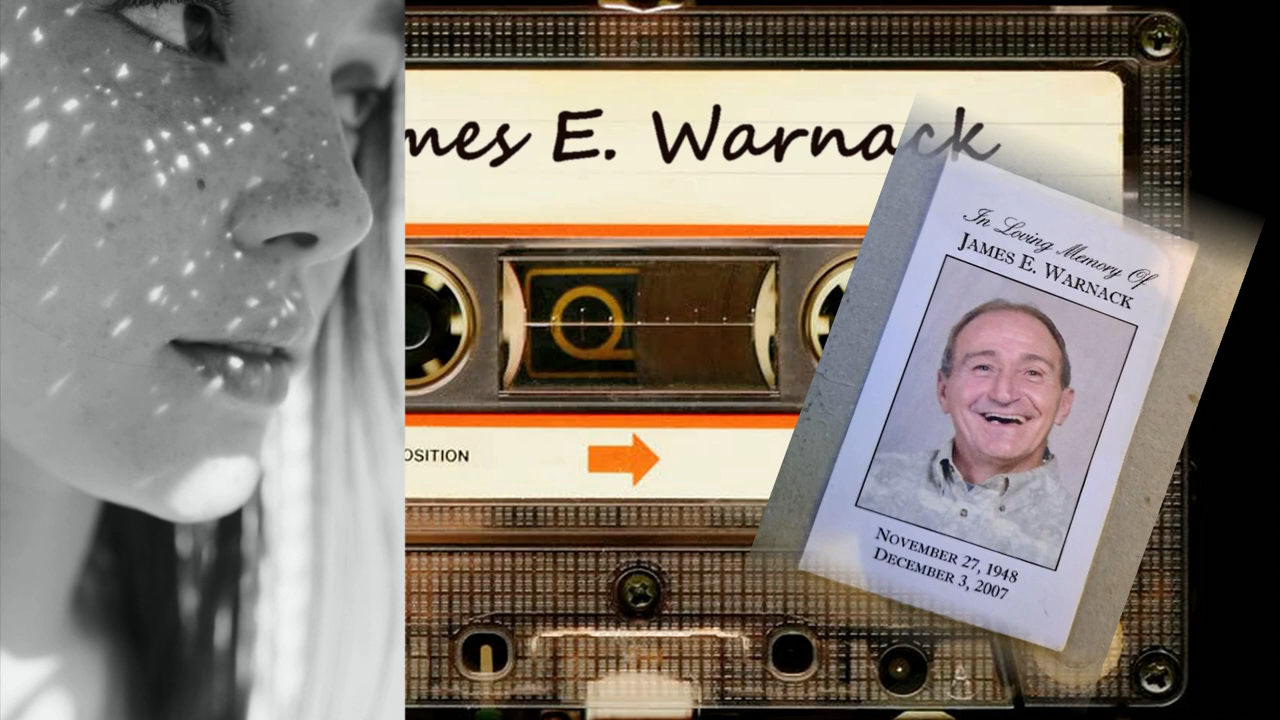 mes E. Warnack
OSITION
In Loving Memory Of
JAMES E. WARNACK
NOVEMBER 27, 1948
DECEMBER 3, 2007